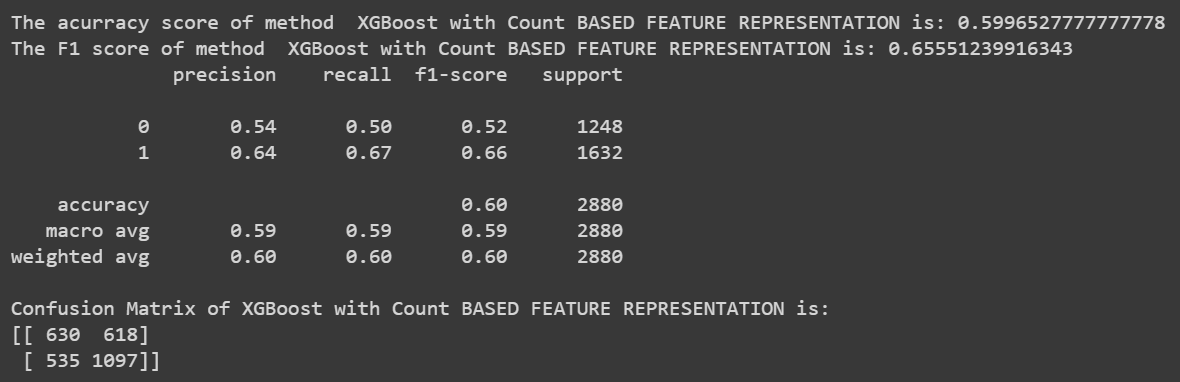 The acurracy score of method  XGBoost with Count BASED FEATURE REPRESENTATION is: 0.5996527777777778
The F1 score of method  XGBoost with Count BASED FEATURE REPRESENTATION is: 0.65551239916343
              precision    recall  f1-score   support

           0       0.54      0.50      0.52      1248
           1       0.64      0.67      0.66      1632

    accuracy                           0.60      2880
   macro avg       0.59      0.59      0.59      2880
weighted avg       0.60      0.60      0.60      2880

Confusion Matrix of XGBoost with Count BASED FEATURE REPRESENTATION is:
[[ 630  618]
 [ 535 1097]]